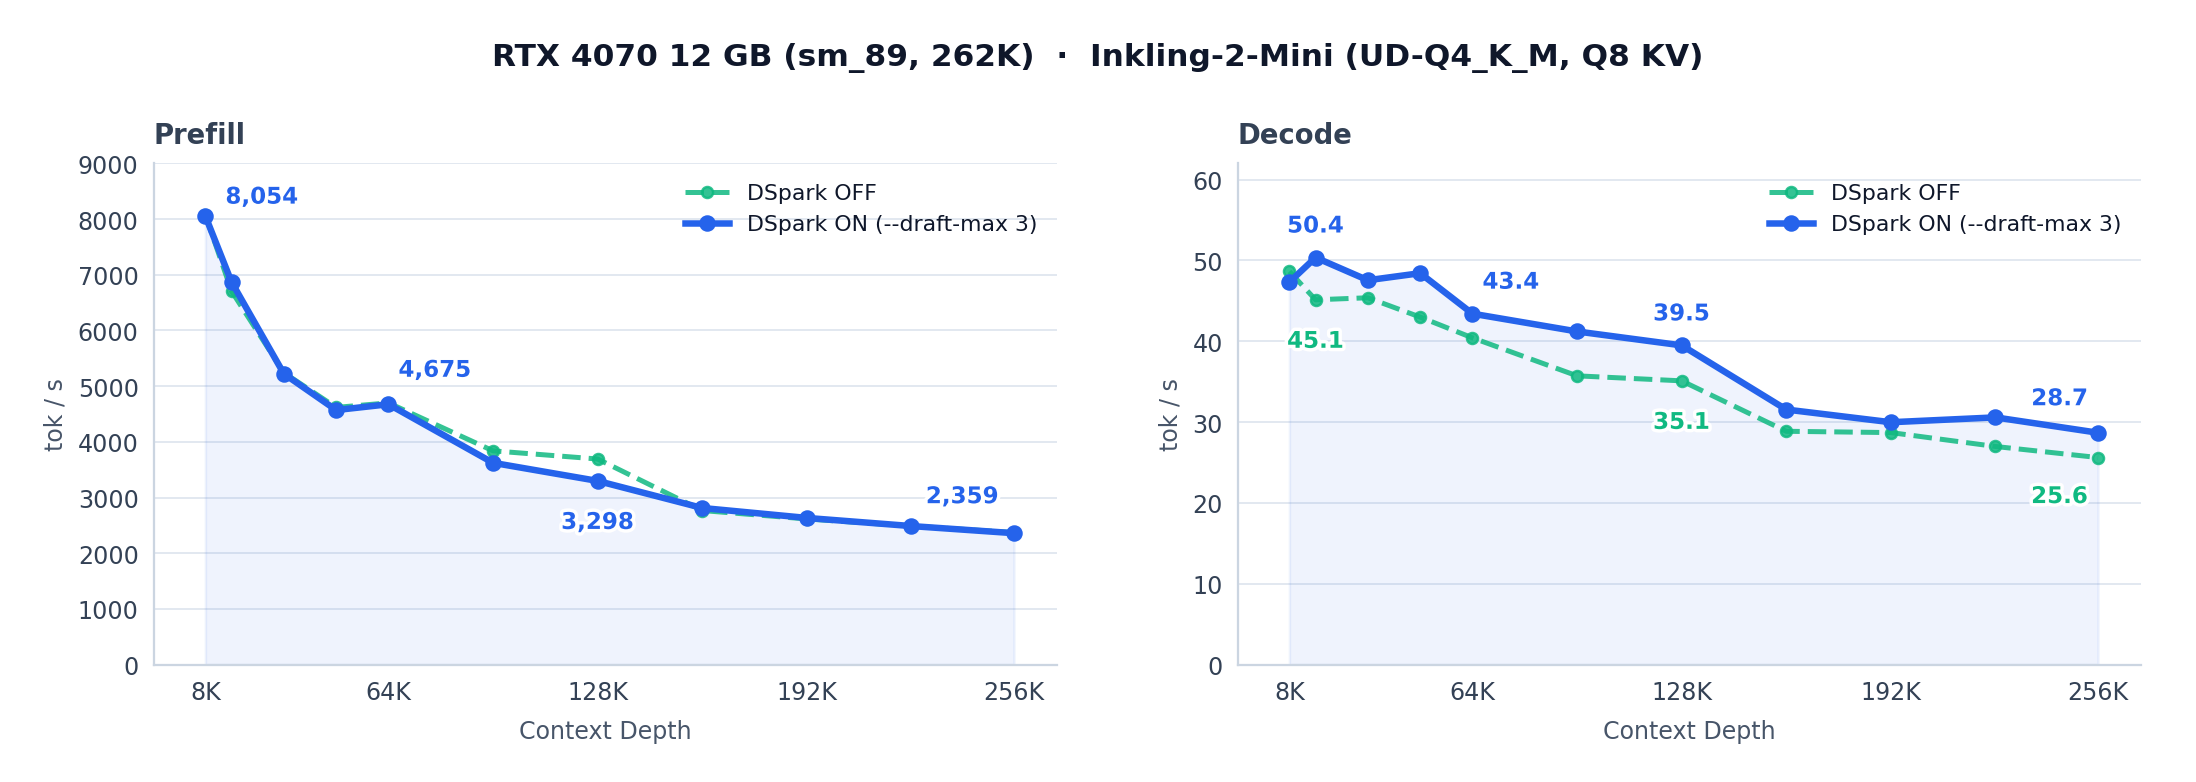 RTX 4070 12 GB (sm_89, 262K)  ·  Inkling-2-Mini (UD-Q4_K_M, Q8 KV)
Prefill
9000
8000
7000
6000
5000
4000
3000
2000
1000
0
tok / s
8,054
4,675
3,298
2,359
DSpark OFF
DSpark ON (--draft-max 3)
8K
64K
128K
192K
256K
Context Depth
Decode
60
50
40
30
20
10
0
tok / s
50.4
45.1
43.4
39.5
35.1
28.7
25.6
DSpark OFF
DSpark ON (--draft-max 3)
8K
64K
128K
192K
256K
Context Depth